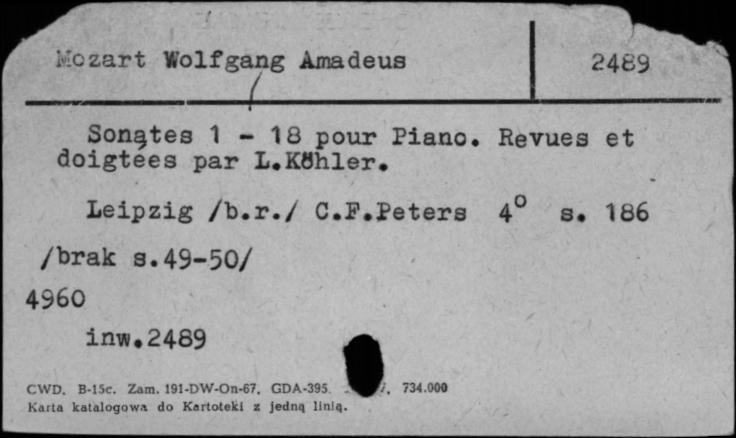 Mozart Wolfgang Amadeus 2489
Sonates 1 - 18 pour Piano. Revues et
doigtées par L.Köhler.
Leipzig /b.r./ C.F.Peters 4° s. 186
/brak s.49-50/
4960
inw.2489
CWD. B-15c. Zam. 191-DW-On-67. GDA-395. 734.000
Karta katalogowa do Kartoteki z jedną linią.